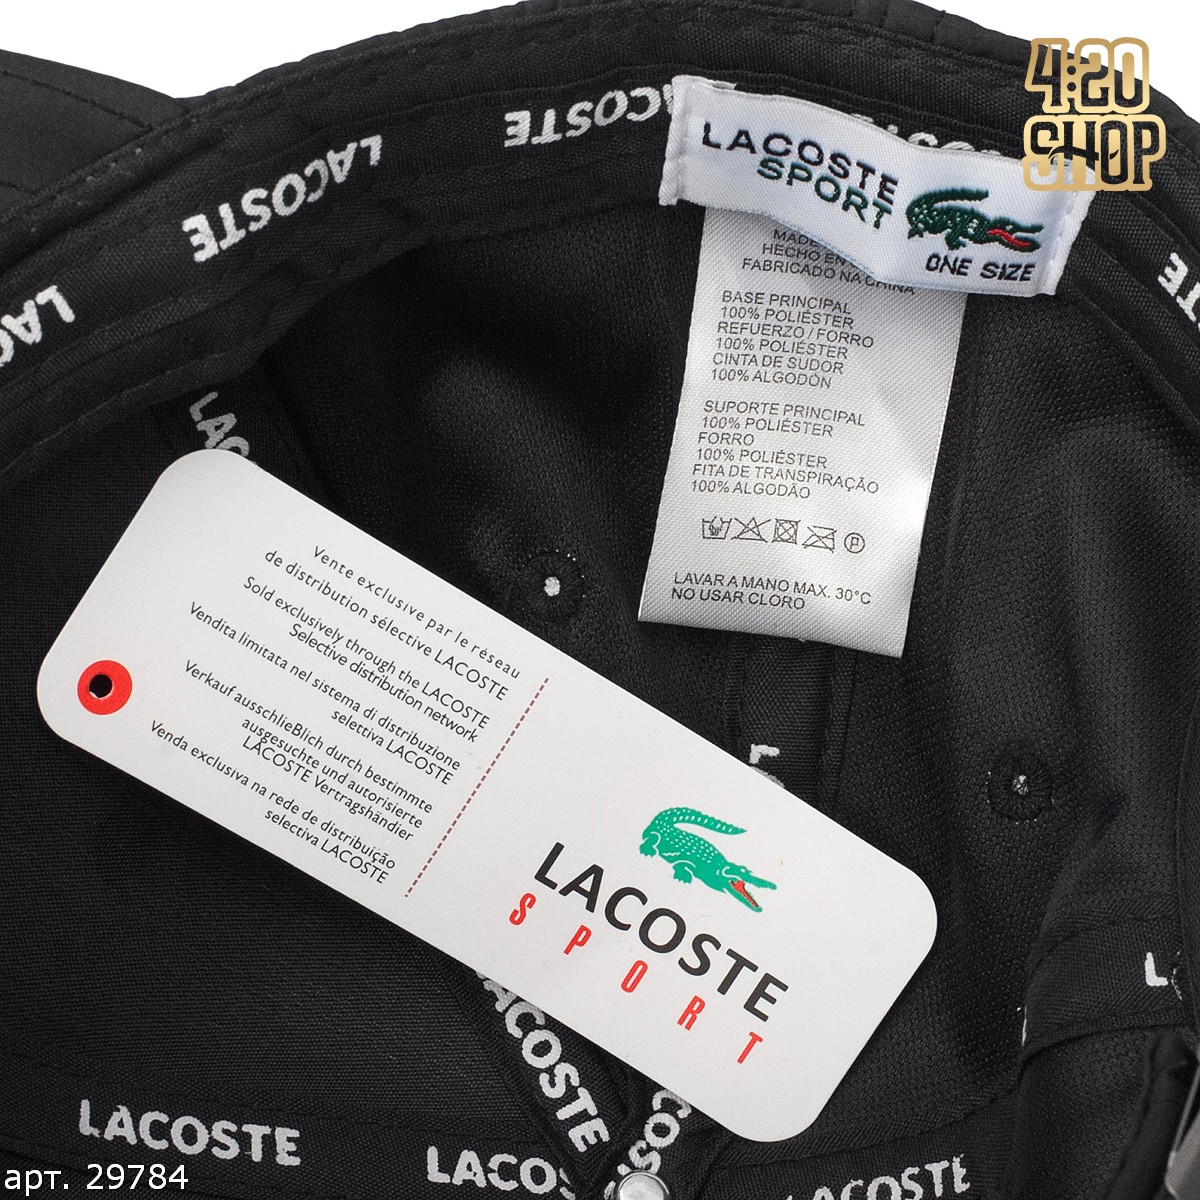 4:20
SHOP
LACOSTE
LACOSTE
LACOSTE
SPORT
ONE SIZE
MADE
HECHO EN
FABRICADO NA CHINA
BASE PRINCIPAL
100% POLIÉSTER
REFUERZO / FORRO
100% POLIÉSTER
CINTA DE SUDOR
100% ALGODÓN
SUPORTE PRINCIPAL
100% POLIÉSTER
FORRO
100% POLIÉSTER
FITA DE TRANSPIRAÇÃO
100% ALGODÃO
P
LAVAR A MANO MAX. 30°C
NO USAR CLORO
Vente exclusive par le réseau
de distribution sélective LACOSTE
Sold exclusively through the LACOSTE
Selective distribution network
Vendita limitata nel sistema di distribuzione
selettiva LACOSTE
Verkauf ausschlieBlich durch bestimmte
ausgesuchte und autorisierte
LACOSTE Vertragshändier
Venda exclusiva na rede de distribuição
selectiva LACOSTE
LACOSTE
SPORT
LACOSTE
LACOSTE
LACOS
LACOSTE
арт. 29784